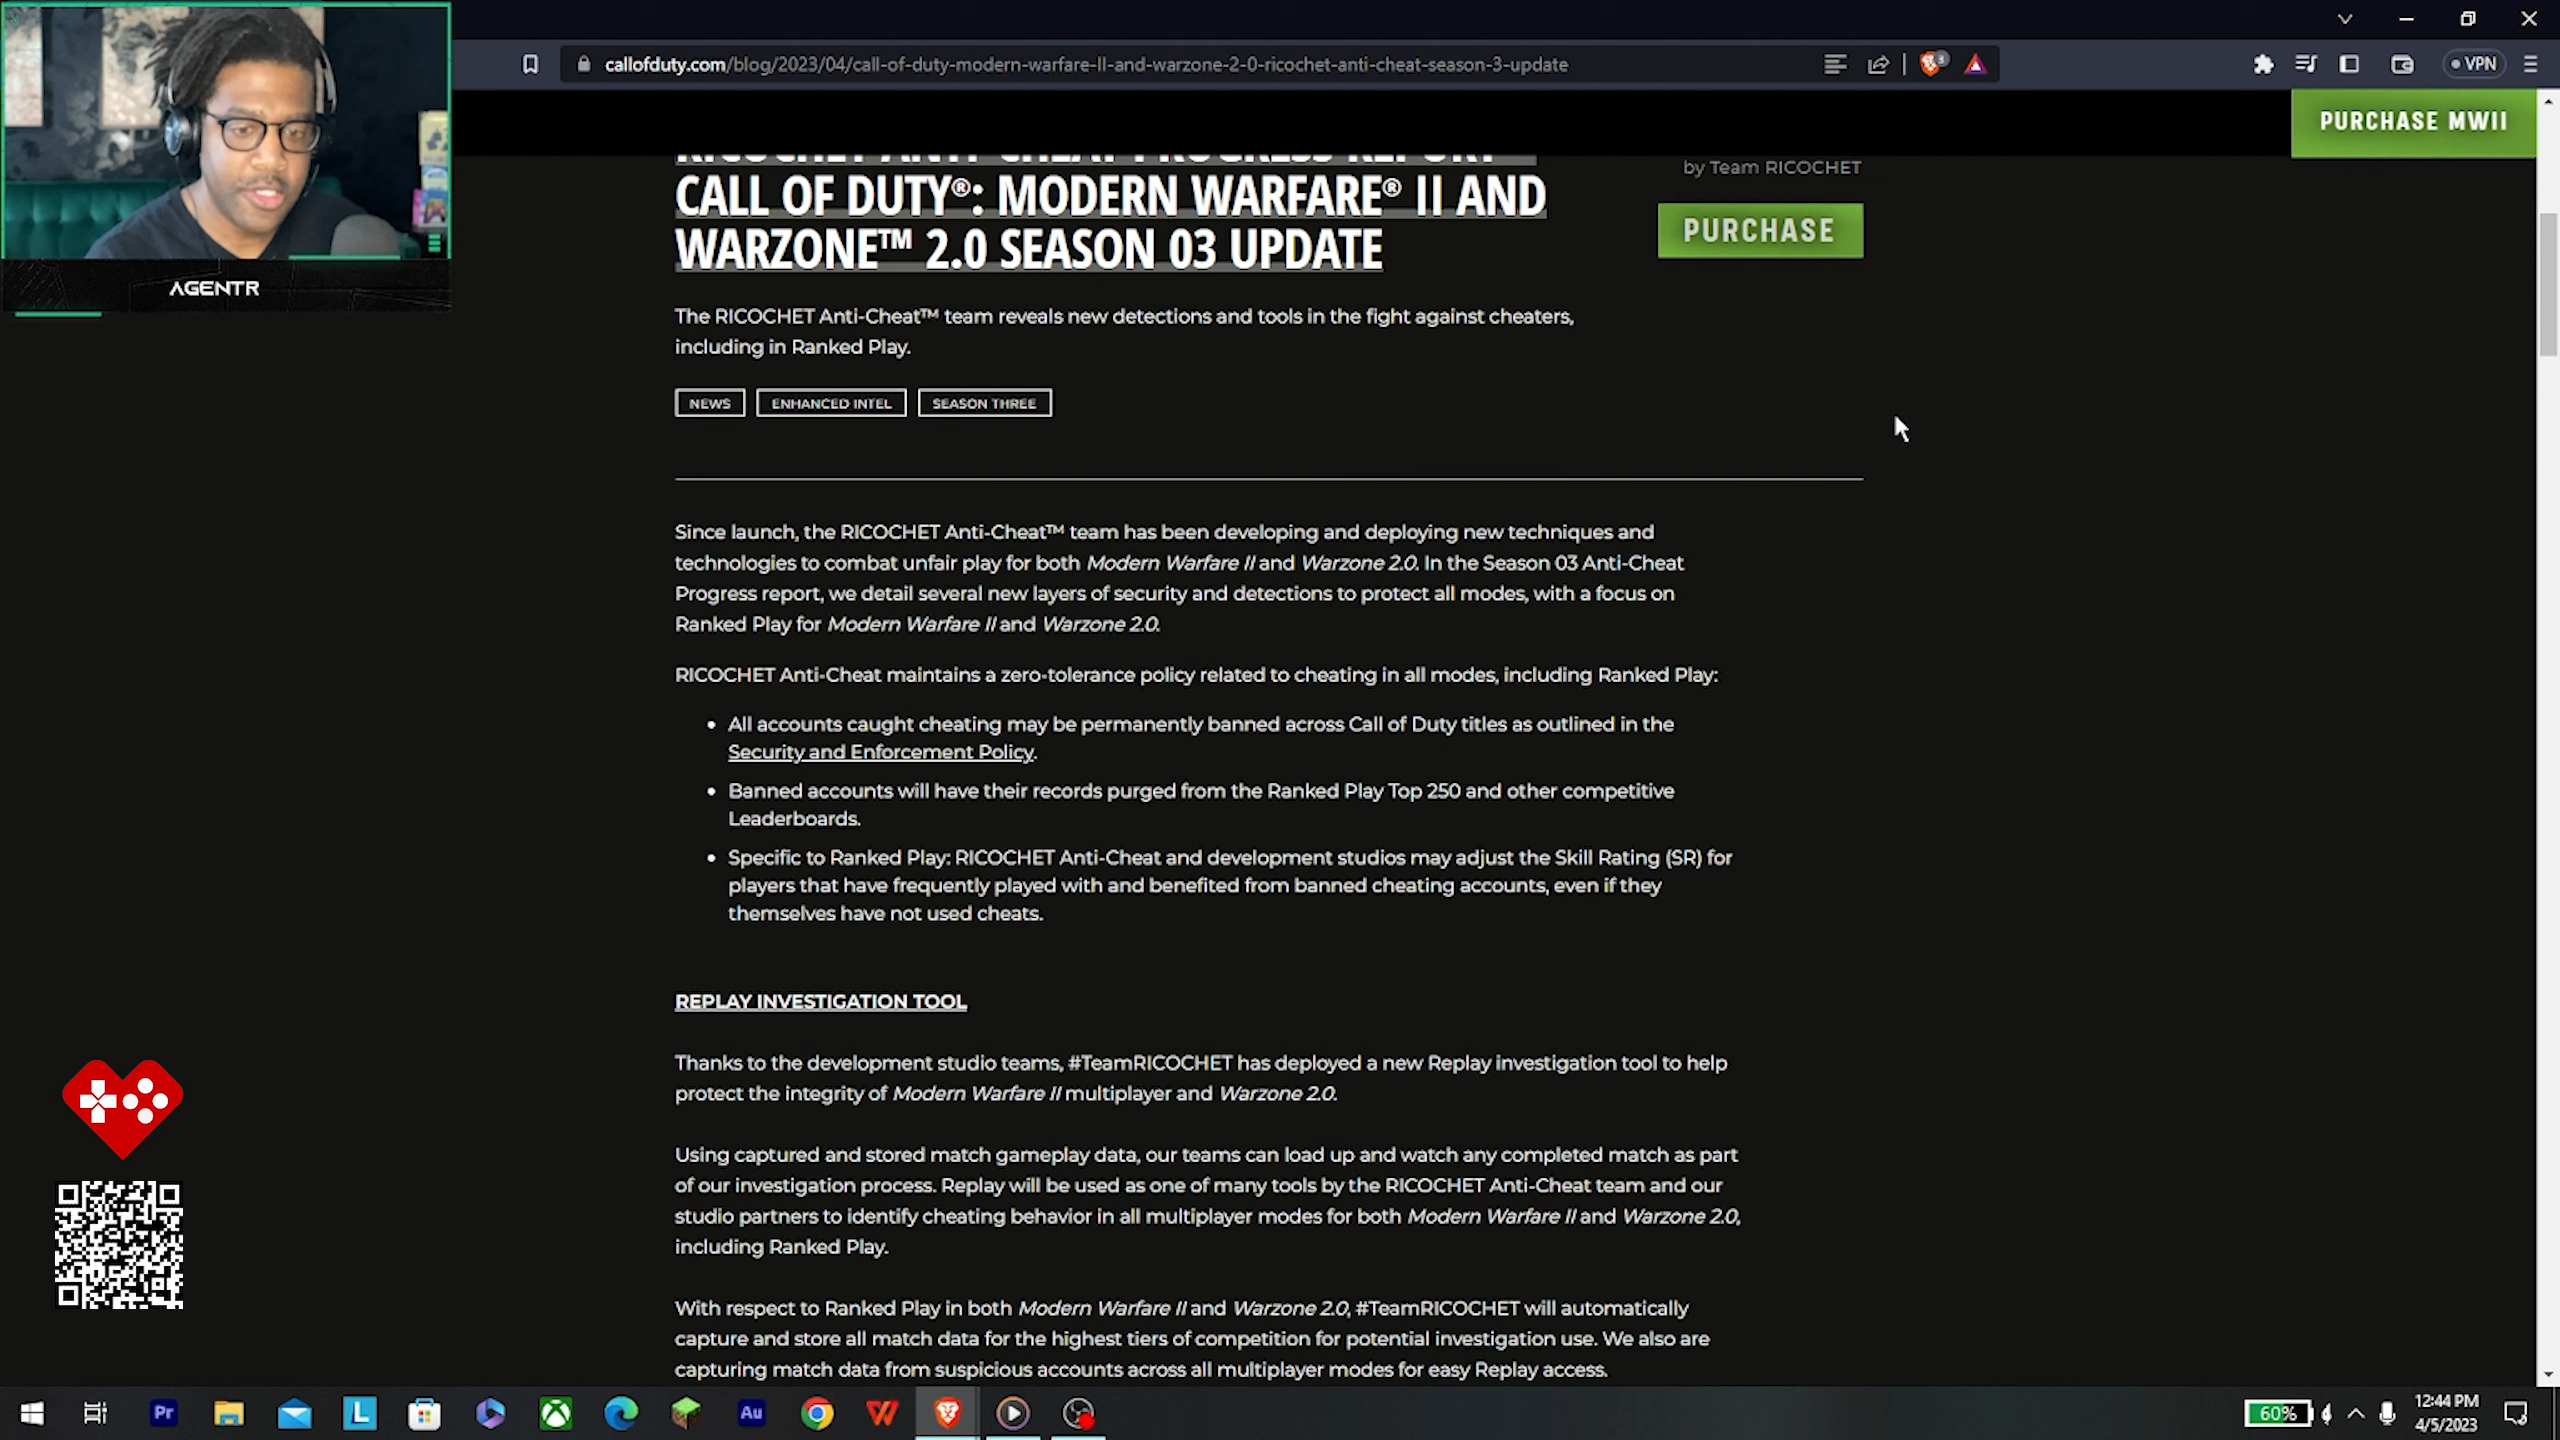 callofduty.com/blog/2023/04/call-of-duty-modern-warfare-II-and-warzone-2-0-ricochet-anti-cheat-season-3-update
VPN
PURCHASE MWII
AGENTR
RICOCHET ANTI-CHEAT PROGRESS REPORT
CALL OF DUTY®: MODERN WARFARE® II AND
WARZONE™ 2.0 SEASON 03 UPDATE
by Team RICOCHET
PURCHASE
The RICOCHET Anti-Cheat™ team reveals new detections and tools in the fight against cheaters,
including in Ranked Play.
NEWS ENHANCED INTEL SEASON THREE
Since launch, the RICOCHET Anti-Cheat™ team has been developing and deploying new techniques and
technologies to combat unfair play for both Modern Warfare II and Warzone 2.0. In the Season 03 Anti-Cheat
Progress report, we detail several new layers of security and detections to protect all modes, with a focus on
Ranked Play for Modern Warfare II and Warzone 2.0.
RICOCHET Anti-Cheat maintains a zero-tolerance policy related to cheating in all modes, including Ranked Play:
• All accounts caught cheating may be permanently banned across Call of Duty titles as outlined in the
Security and Enforcement Policy.
• Banned accounts will have their records purged from the Ranked Play Top 250 and other competitive
Leaderboards.
• Specific to Ranked Play: RICOCHET Anti-Cheat and development studios may adjust the Skill Rating (SR) for
players that have frequently played with and benefited from banned cheating accounts, even if they
themselves have not used cheats.
REPLAY INVESTIGATION TOOL
Thanks to the development studio teams, #TeamRICOCHET has deployed a new Replay investigation tool to help
protect the integrity of Modern Warfare II multiplayer and Warzone 2.0.
Using captured and stored match gameplay data, our teams can load up and watch any completed match as part
of our investigation process. Replay will be used as one of many tools by the RICOCHET Anti-Cheat team and our
studio partners to identify cheating behavior in all multiplayer modes for both Modern Warfare II and Warzone 2.0,
including Ranked Play.
With respect to Ranked Play in both Modern Warfare II and Warzone 2.0, #TeamRICOCHET will automatically
capture and store all match data for the highest tiers of competition for potential investigation use. We also are
capturing match data from suspicious accounts across all multiplayer modes for easy Replay access.
Pr
L
Au
W
60%
12:44 PM
4/5/2023